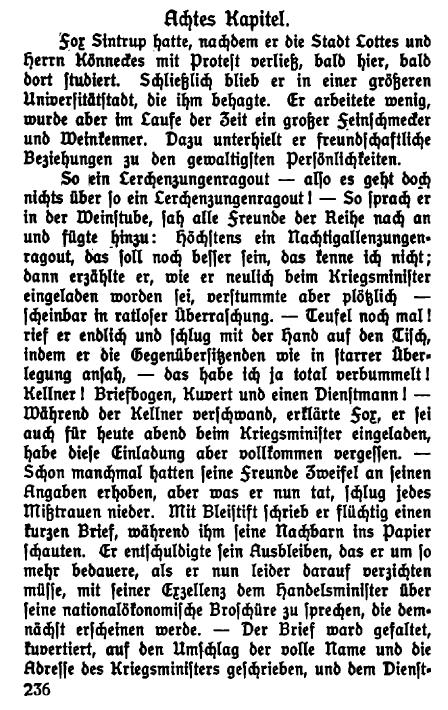 Achtes Kapitel.
Fox Sintrup hatte, nachdem er die Stadt Lottes und
Herrn Könneckes mit Protest verließ, bald hier, bald
dort studiert. Schließlich blieb er in einer größeren
Universitätstadt, die ihm behagte. Er arbeitete wenig,
wurde aber im Laufe der Zeit ein großer Feinschmecker
und Weinkenner. Dazu unterhielt er freundschaftliche
Beziehungen zu den gewaltigsten Persönlichkeiten.
So ein Lerchenzungenragout — also es geht doch
nichts über so ein Lerchenzungenragout! — So sprach er
in der Weinstube, sah alle Freunde der Reihe nach an
und fügte hinzu: Höchstens ein Nachtigallenzungen-
ragout, das soll noch besser sein, das kenne ich nicht;
dann erzählte er, wie er neulich beim Kriegsminister
eingeladen worden sei, verstummte aber plötzlich —
scheinbar in ratloser Überraschung. — Teufel noch mal!
rief er endlich und schlug mit der Hand auf den Tisch,
indem er die Gegenübersitzenden wie in starrer Über-
legung ansah, — das habe ich ja total verbummelt!
Kellner! Briefbogen, Kuvert und einen Dienstmann! —
Während der Kellner verschwand, erklärte Fox, er sei
auch für heute abend beim Kriegsminister eingeladen,
habe diese Einladung aber vollkommen vergessen. —
Schon manchmal hatten seine Freunde Zweifel an seinen
Angaben erhoben, aber was er nun tat, schlug jedes
Mißtrauen nieder. Mit Bleistift schrieb er flüchtig einen
kurzen Brief, während ihm seine Nachbarn ins Papier
schauten. Er entschuldigte sein Ausbleiben, das er um so
mehr bedauere, als er nun leider darauf verzichten
müsse, mit seiner Exzellenz dem Handelsminister über
seine nationalökonomische Broschüre zu sprechen, die dem-
nächst erscheinen werde. — Der Brief ward gefaltet,
kuvertiert, auf den Umschlag der volle Name und die
Adresse des Kriegsministers geschrieben, und dem Dienst-
236